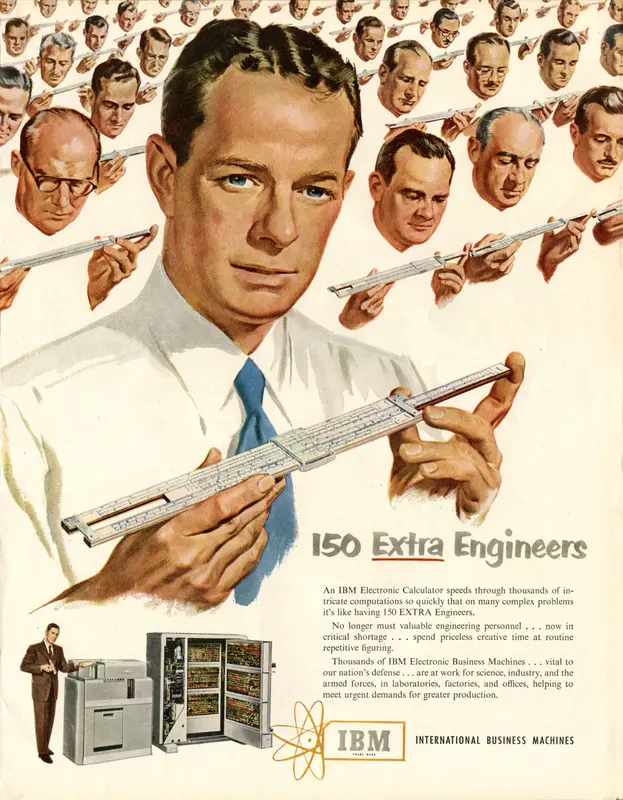 150 Extra Engineers
An IBM Electronic Calculator speeds through thousands of in-
tricate computations so quickly that on many complex problems
it's like having 150 EXTRA Engineers.
No longer must valuable engineering personnel . . . now in
critical shortage . . . spend priceless creative time at routine
repetitive figuring.
Thousands of IBM Electronic Business Machines . . . vital to
our nation's defense . . . are at work for science, industry, and the
armed forces, in laboratories, factories, and offices, helping to
meet urgent demands for greater production.
IBM
TRADE MARK
INTERNATIONAL BUSINESS MACHINES